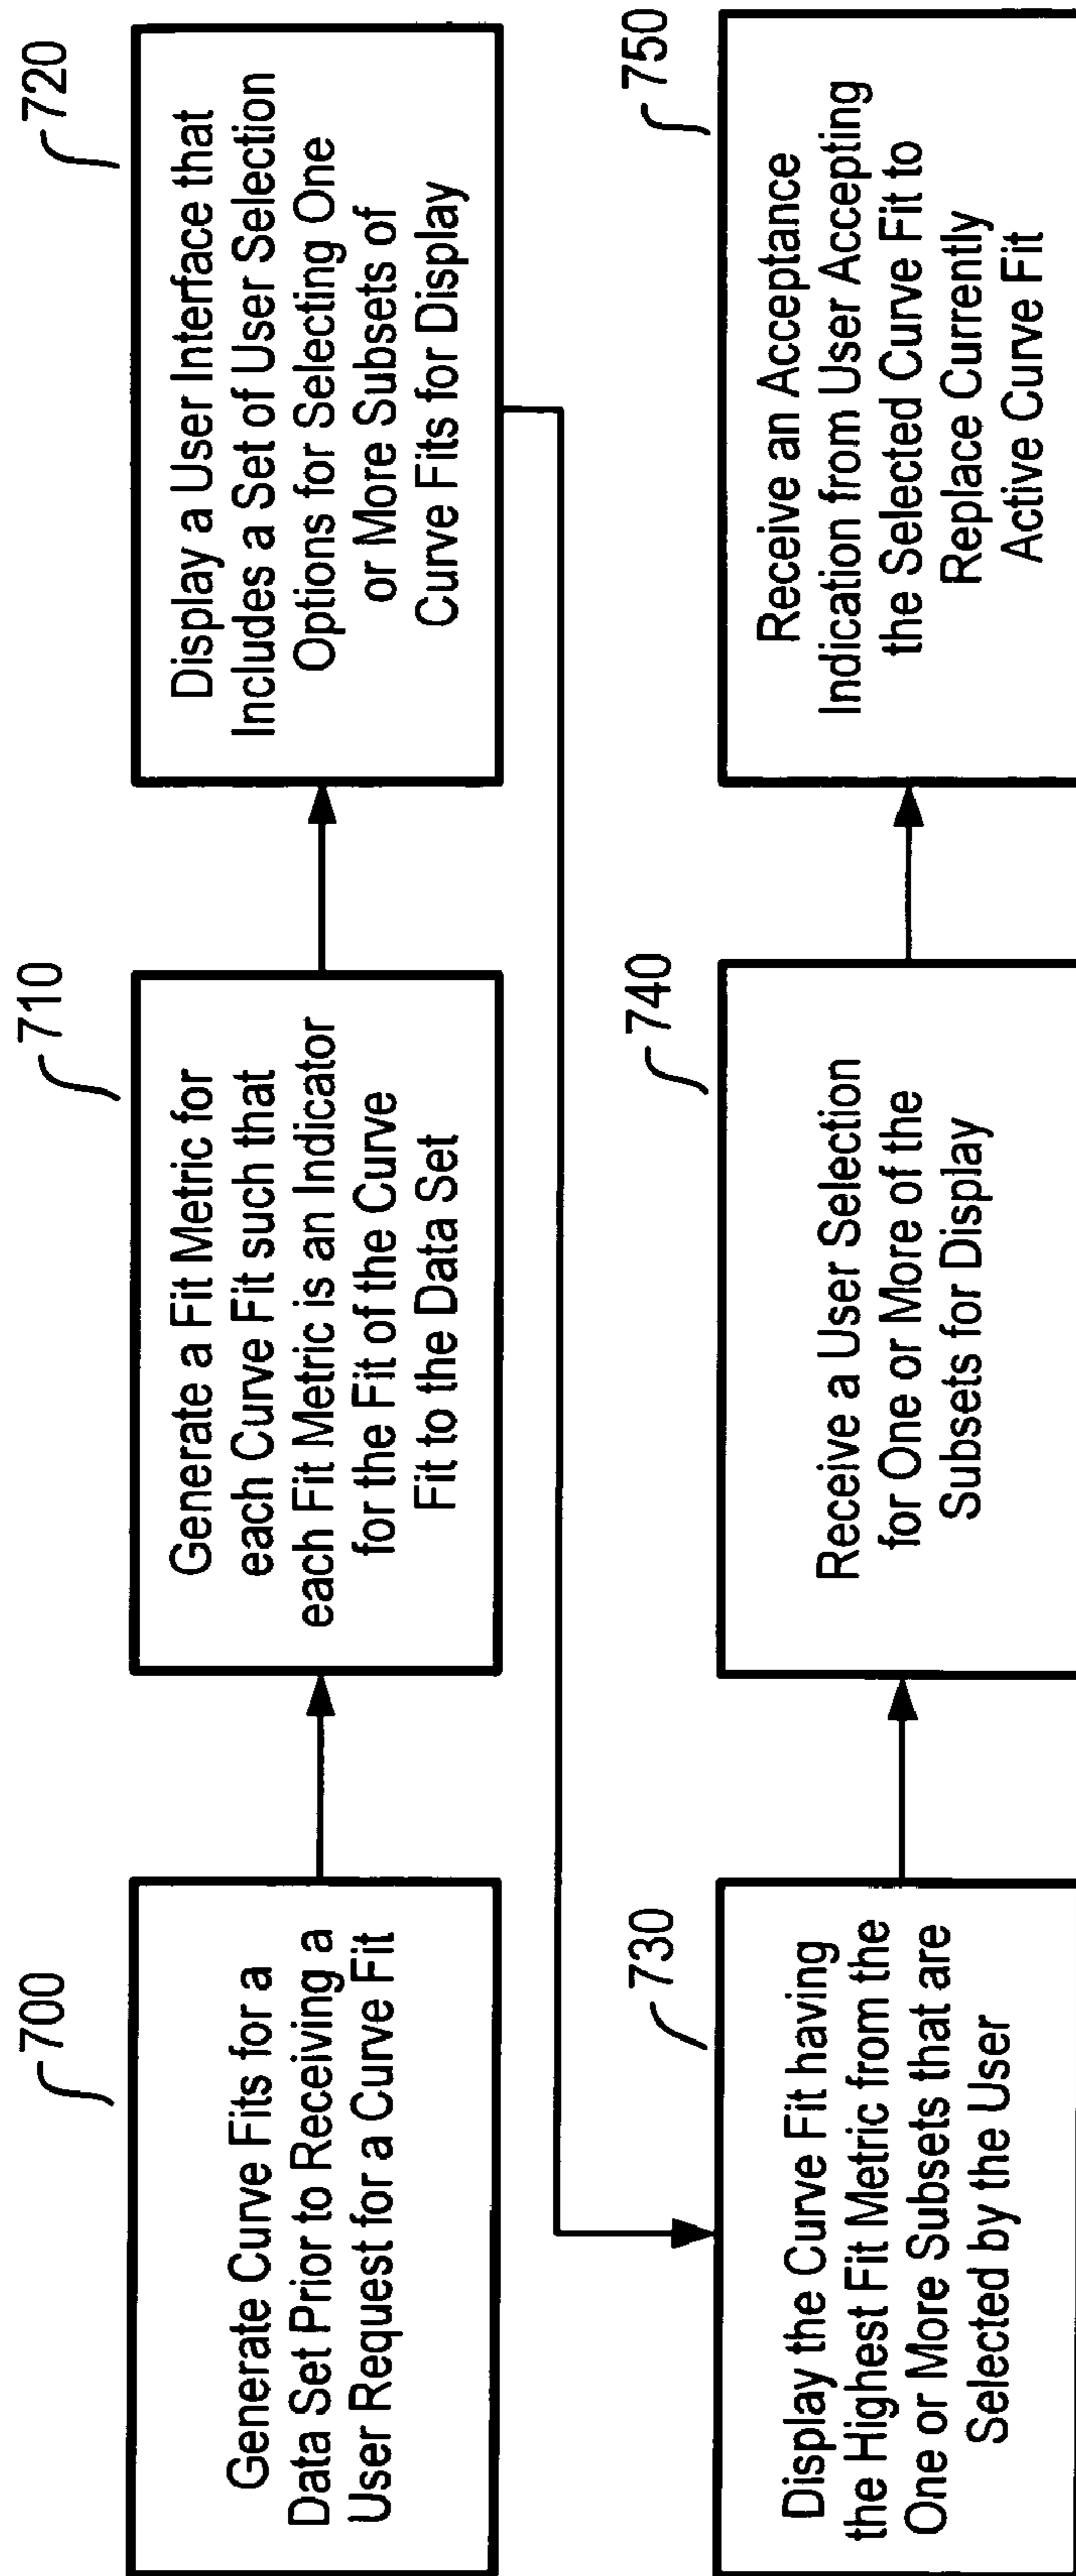 700
Generate Curve Fits for a
Data Set Prior to Receiving a
User Request for a Curve Fit
710
Generate a Fit Metric for
each Curve Fit such that
each Fit Metric is an Indicator
for the Fit of the Curve
Fit to the Data Set
720
Display a User Interface that
Includes a Set of User Selection
Options for Selecting One
or More Subsets of
Curve Fits for Display
730
Display the Curve Fit having
the Highest Fit Metric from the
One or More Subsets that are
Selected by the User
740
Receive a User Selection
for One or More of the
Subsets for Display
750
Receive an Acceptance
Indication from User Accepting
the Selected Curve Fit to
Replace Currently
Active Curve Fit